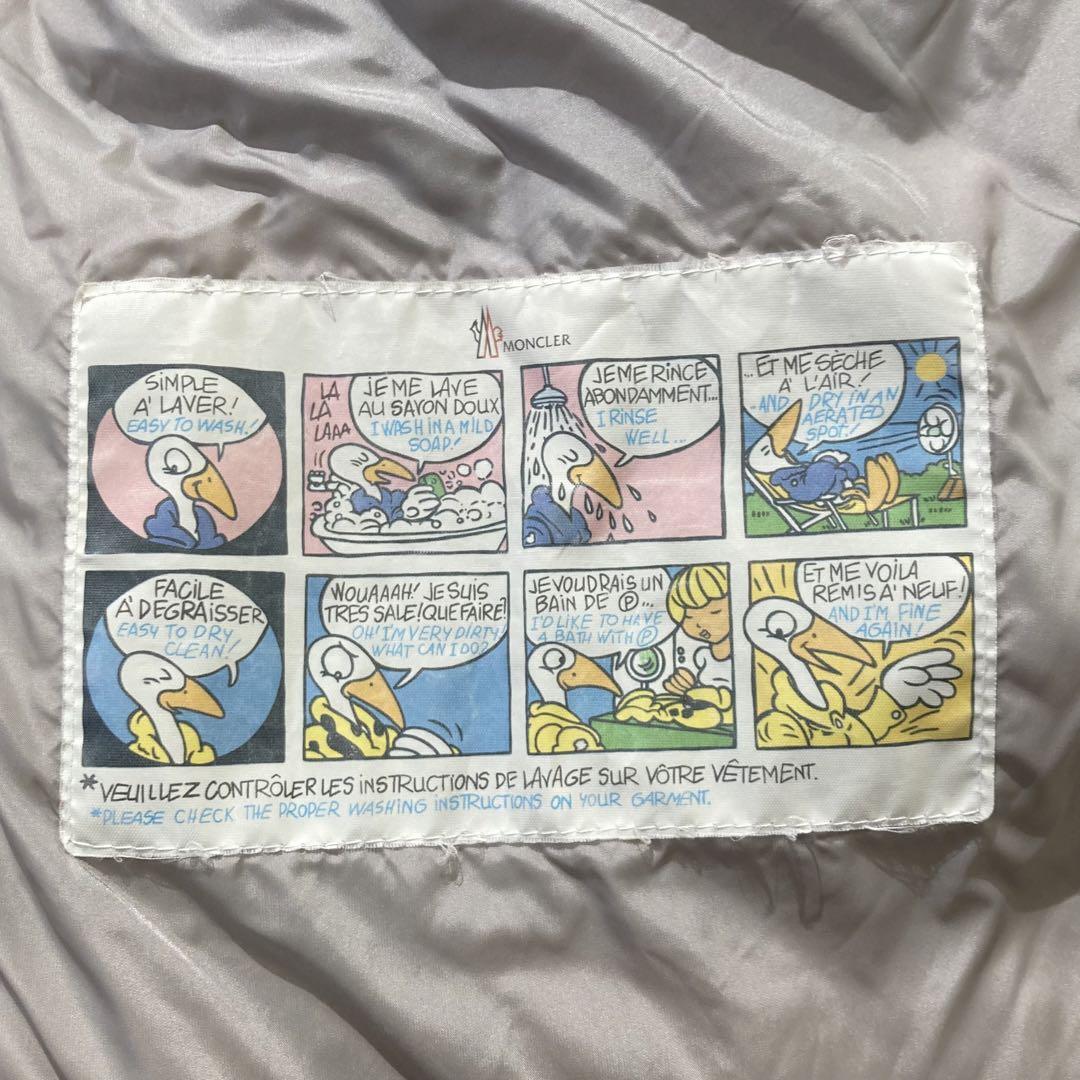 MONCLER
SIMPLE
A' LAVER!
EASY TO WASH!
LA
LA
LAAA
JE ME LAVE
AU SAVON DOUX
I WASH IN A MILD
SOAP!
JE ME RINCE
ABONDAMMENT...
I RINSE
WELL...
...ET ME SÈCHE
A' L'AIR!
...AND I DRY IN AN
AERATED
SPOT!
FACILE
A' DEGRAISSER
EASY TO DRY
CLEAN!
WOUAAAH! JE SUIS
TRES SALE! QUE FAIRE?
OH! I'M VERY DIRTY!
WHAT CAN I DO?
JE VOUDRAIS UN
BAIN DE Ⓟ...
I'D LIKE TO HAVE
A BATH WITH Ⓟ
ET ME VOILA
REMIS A' NEUF!
AND I'M FINE
AGAIN!
*VEUILLEZ CONTRÔLER LES INSTRUCTIONS DE LAVAGE SUR VÔTRE VÊTEMENT.
*PLEASE CHECK THE PROPER WASHING INSTRUCTIONS ON YOUR GARMENT.